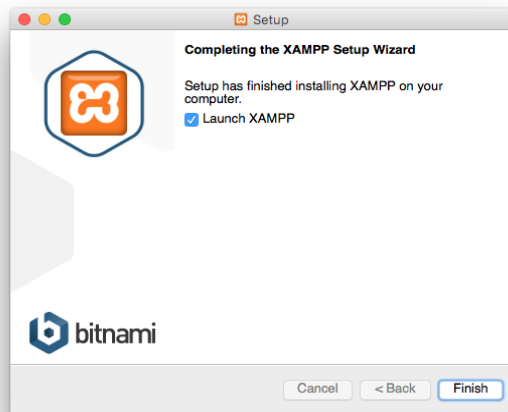 Setup
Completing the XAMPP Setup Wizard
Setup has finished installing XAMPP on your
computer.
Launch XAMPP
bitnami
Cancel
< Back
Finish